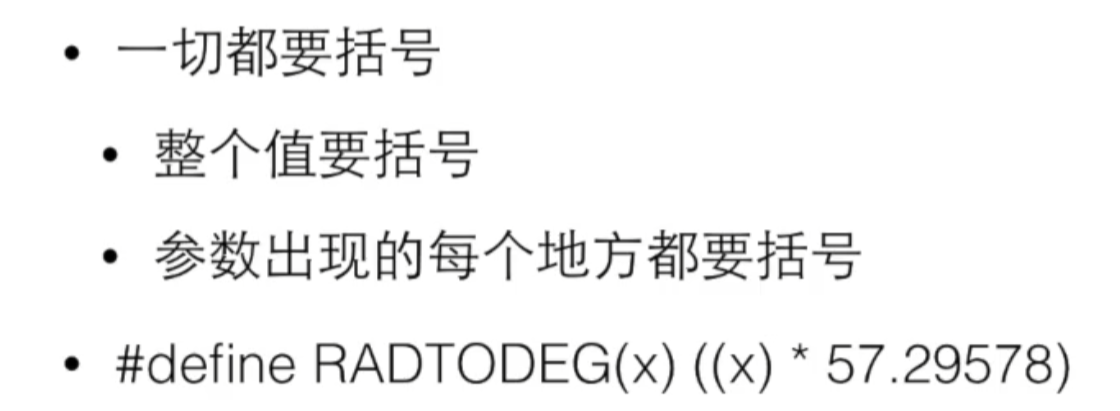 • 一切都要括号
• 整个值要括号
• 参数出现的每个地方都要括号
• #define RADTODEG(x) ((x) * 57.29578)